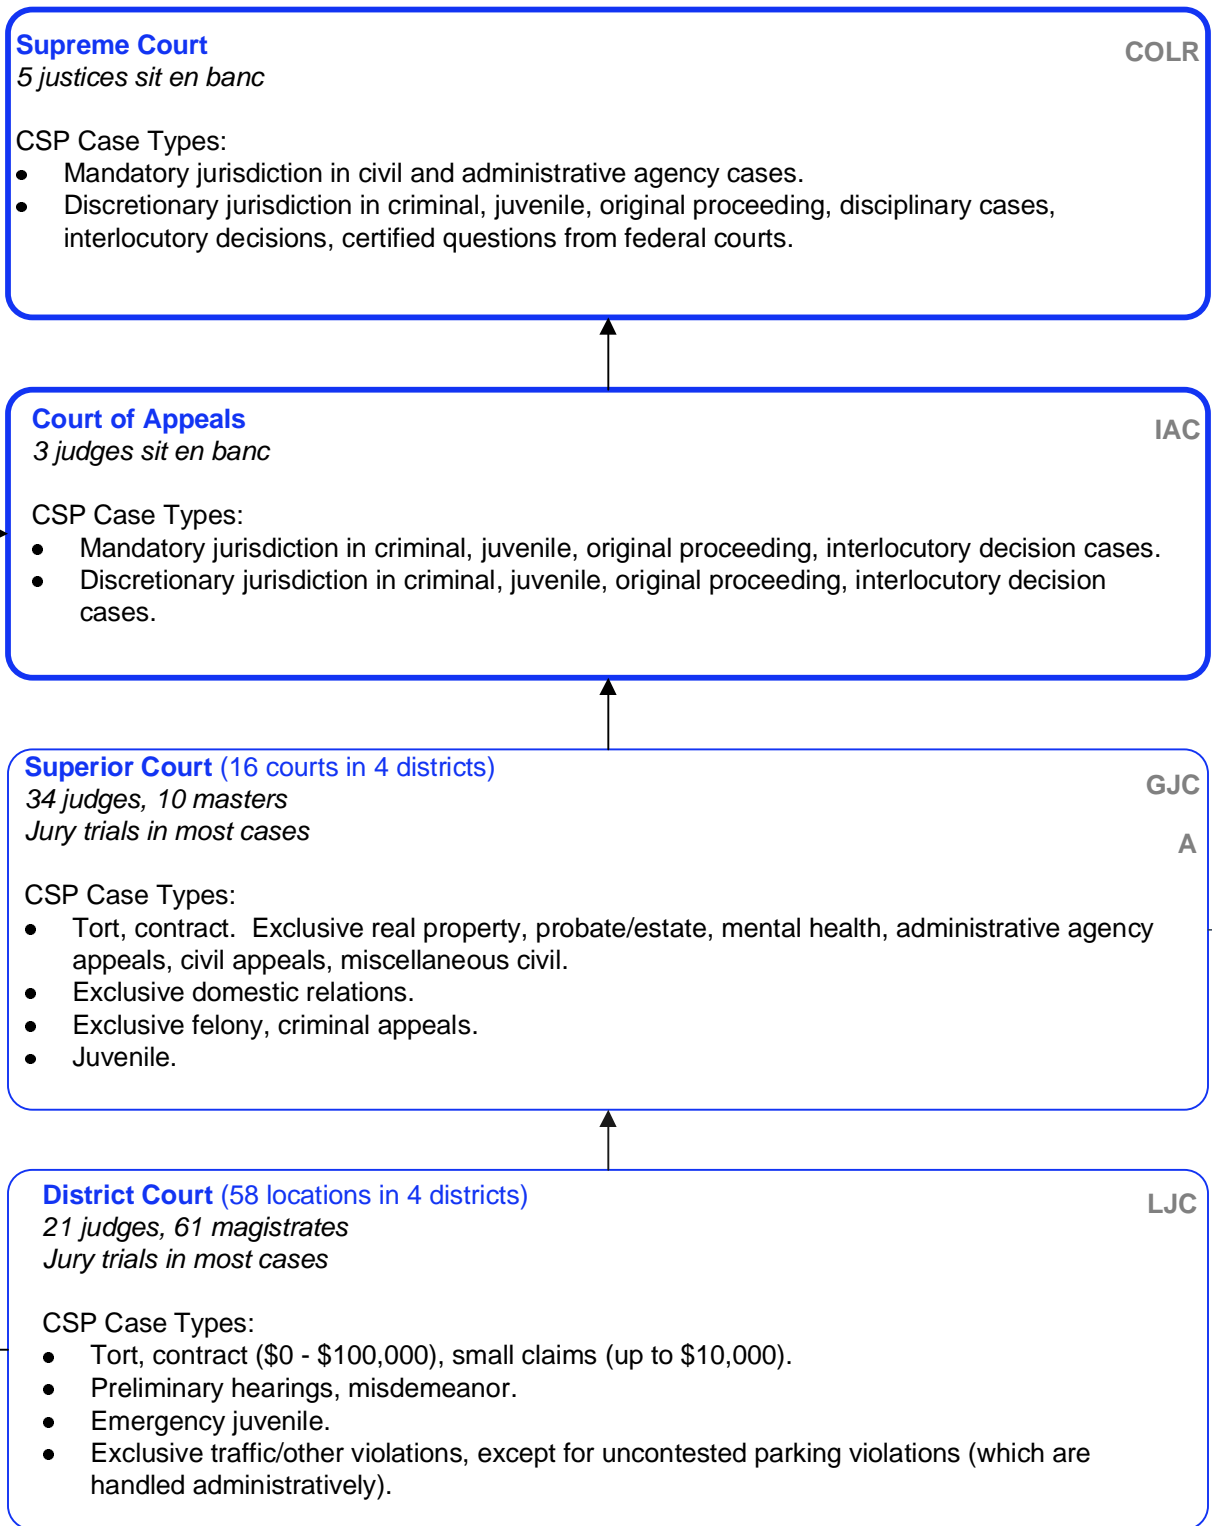 Supreme Court
COLR
5 justices sit en banc
CSP Case Types:
• Mandatory jurisdiction in civil and administrative agency cases.
• Discretionary jurisdiction in criminal, juvenile, original proceeding, disciplinary cases,
interlocutory decisions, certified questions from federal courts.
Court of Appeals
IAC
3 judges sit en banc
CSP Case Types:
• Mandatory jurisdiction in criminal, juvenile, original proceeding, interlocutory decision cases.
• Discretionary jurisdiction in criminal, juvenile, original proceeding, interlocutory decision
cases.
Superior Court (16 courts in 4 districts)
GJC
34 judges, 10 masters
Jury trials in most cases
A
CSP Case Types:
• Tort, contract.  Exclusive real property, probate/estate, mental health, administrative agency
appeals, civil appeals, miscellaneous civil.
• Exclusive domestic relations.
• Exclusive felony, criminal appeals.
• Juvenile.
District Court (58 locations in 4 districts)
LJC
21 judges, 61 magistrates
Jury trials in most cases
CSP Case Types:
• Tort, contract ($0 - $100,000), small claims (up to $10,000).
• Preliminary hearings, misdemeanor.
• Emergency juvenile.
• Exclusive traffic/other violations, except for uncontested parking violations (which are
handled administratively).